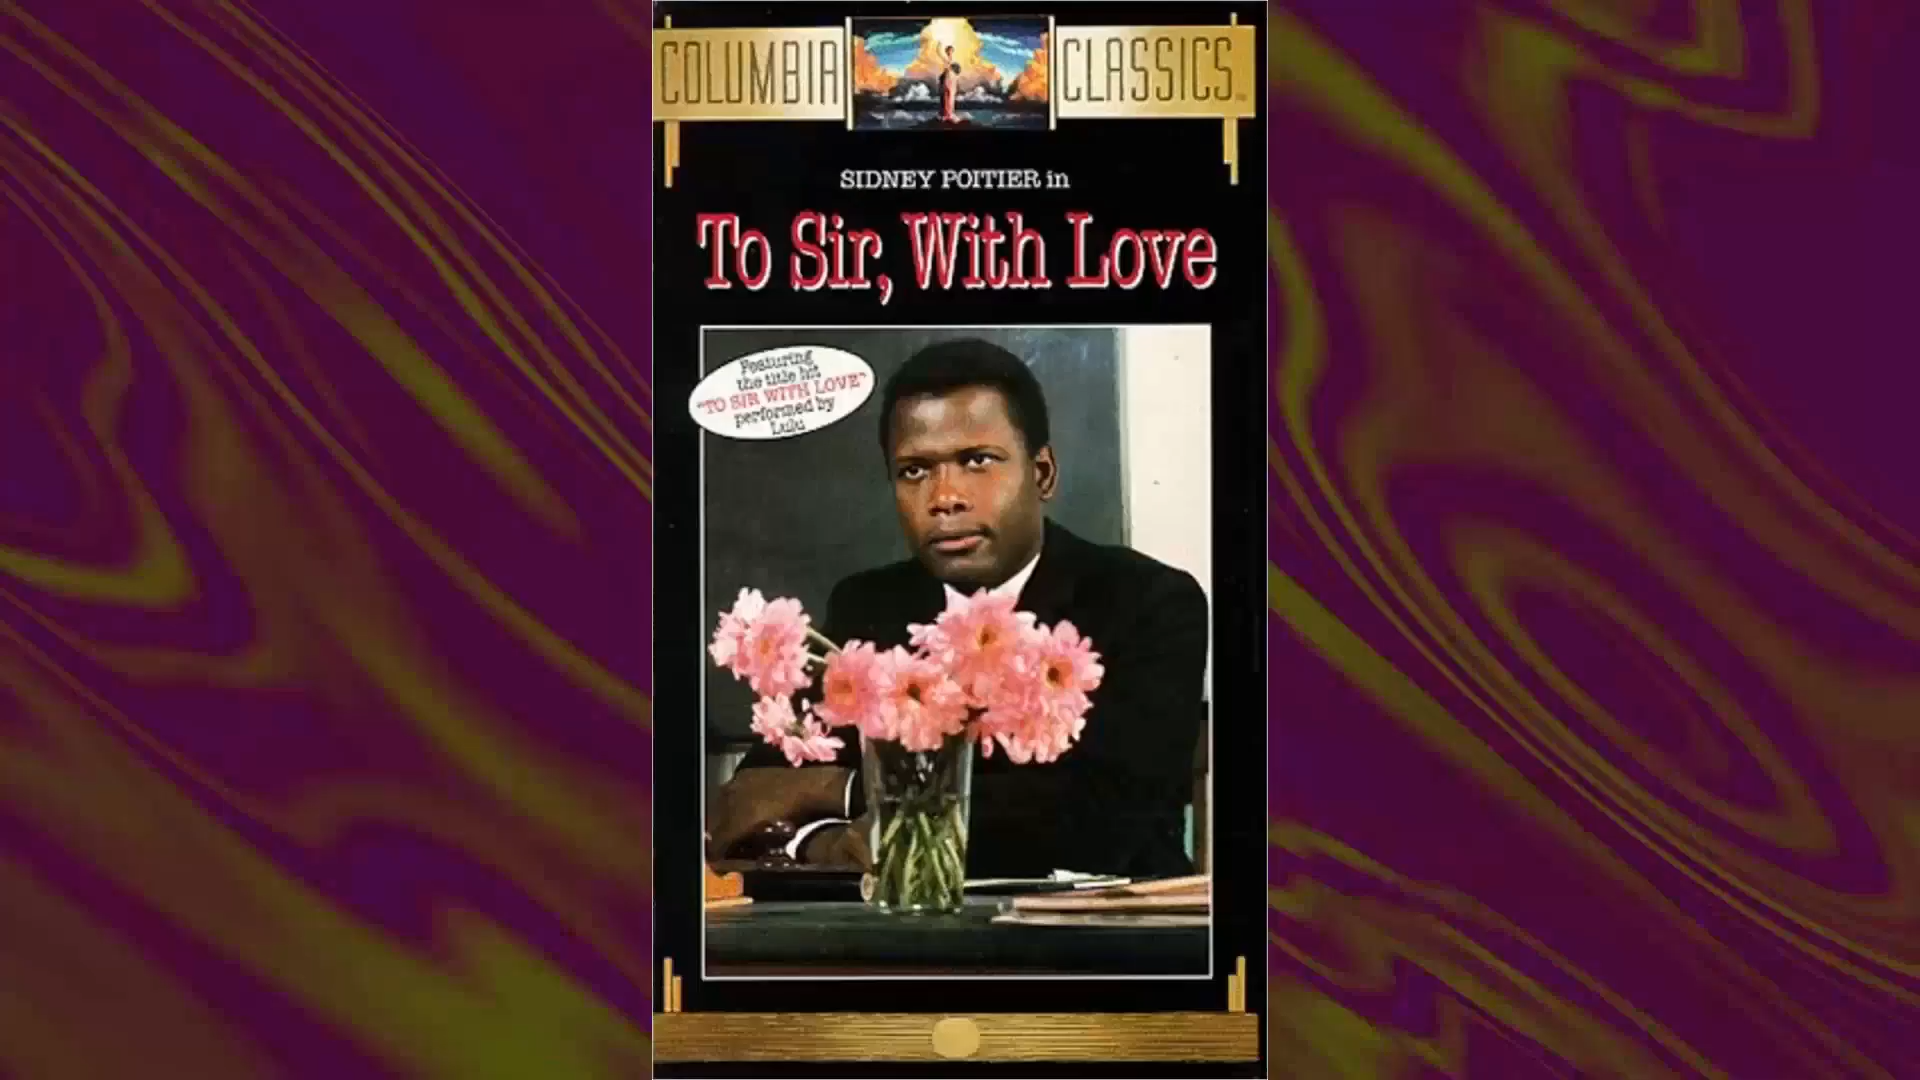 COLUMBIA CLASSICS
SIDNEY POITIER in
To Sir, With Love
Featuring
the title hit
"TO SIR WITH LOVE"
performed by
Lulu